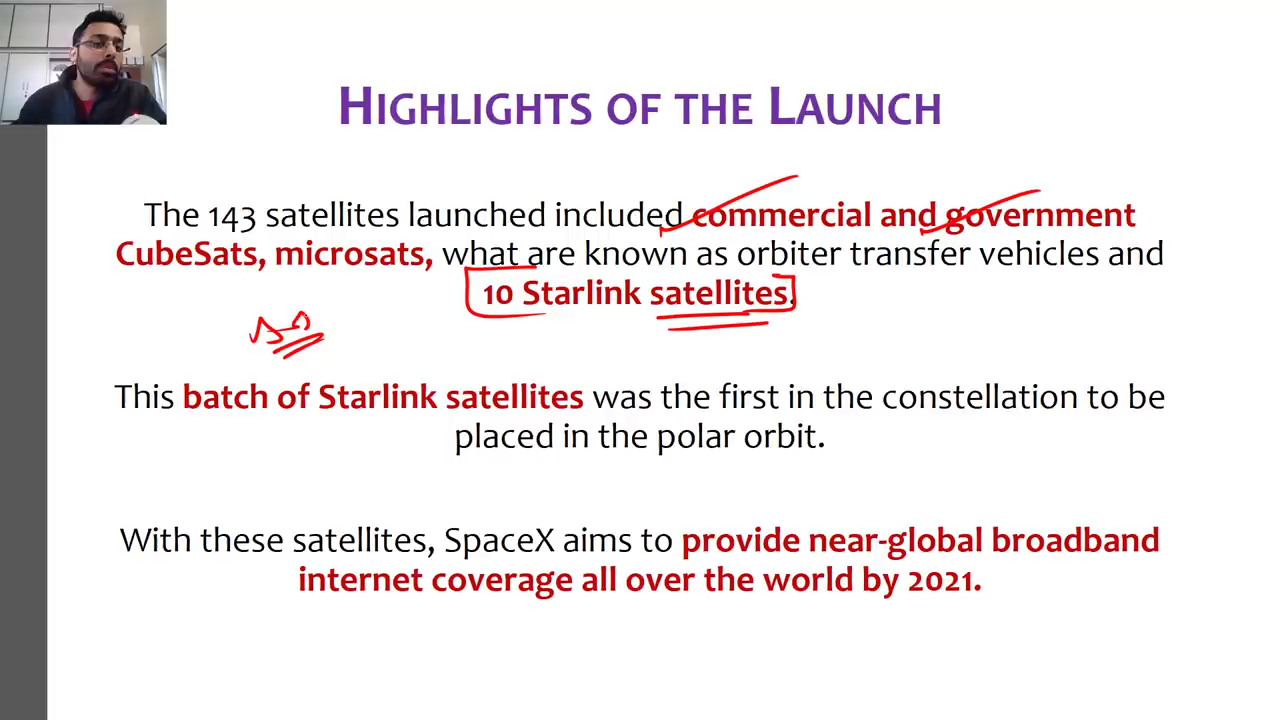 HIGHLIGHTS OF THE LAUNCH
The 143 satellites launched included commercial and government
CubeSats, microsats, what are known as orbiter transfer vehicles and
10 Starlink satellites.
This batch of Starlink satellites was the first in the constellation to be
placed in the polar orbit.
With these satellites, SpaceX aims to provide near-global broadband
internet coverage all over the world by 2021.